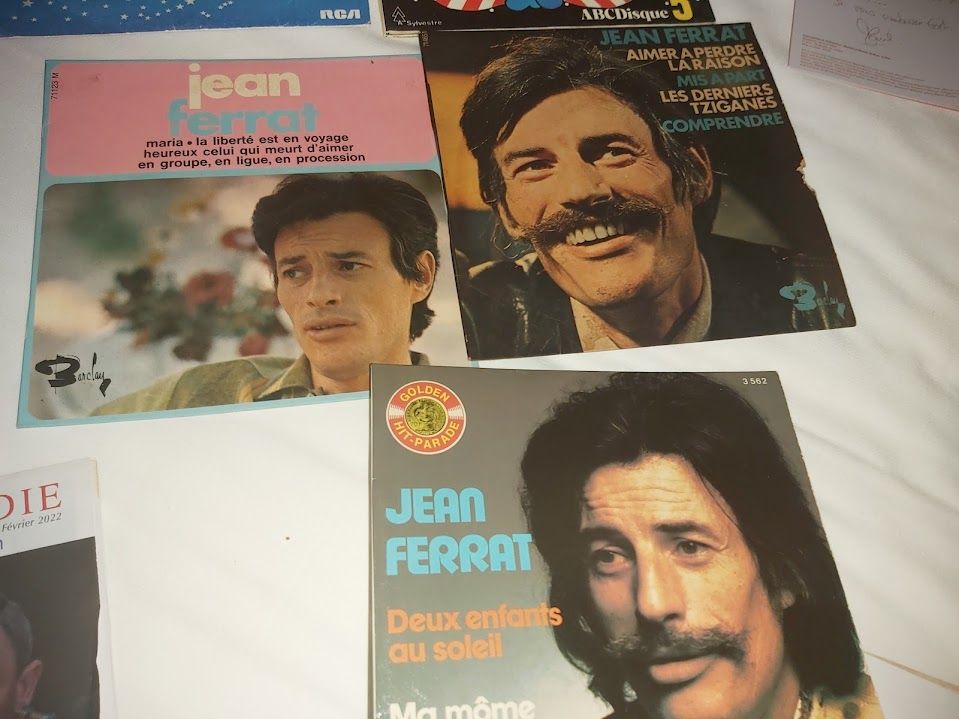 RCA
A. Sylvestre
ABCDisque 5
71123 M
jean
ferrat
maria • la liberté est en voyage
heureux celui qui meurt d'aimer
en groupe, en ligue, en procession
Barclay
JEAN FERRAT
AIMER A PERDRE
LA RAISON
MIS A PART
LES DERNIERS
TZIGANES
COMPRENDRE
Barclay
GOLDEN
HIT-PARADE
3 562
JEAN
FERRAT
Deux enfants
au soleil
Ma môme
DIE
Février 2022